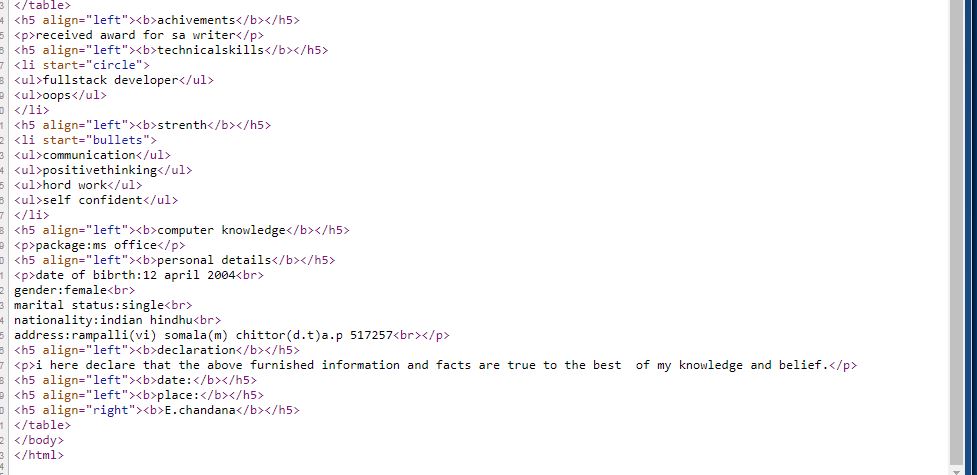 3 </table>
4 <h5 align="left"><b>achivements</b></h5>
5 <p>received award for sa writer</p>
6 <h5 align="left"><b>technicalskills</b></h5>
7 <li start="circle">
8 <ul>fullstack developer</ul>
9 <ul>oops</ul>
0 </li>
1 <h5 align="left"><b>strenth</b></h5>
2 <li start="bullets">
3 <ul>communication</ul>
4 <ul>positivethinking</ul>
5 <ul>hord work</ul>
6 <ul>self confident</ul>
7 </li>
8 <h5 align="left"><b>computer knowledge</b></h5>
9 <p>package:ms office</p>
0 <h5 align="left"><b>personal details</b></h5>
1 <p>date of bibrth:12 april 2004<br>
2 gender:female<br>
3 marital status:single<br>
4 nationality:indian hindhu<br>
5 address:rampalli(vi) somala(m) chittor(d.t)a.p 517257<br></p>
6 <h5 align="left"><b>declaration</b></h5>
7 <p>i here declare that the above furnished information and facts are true to the best  of my knowledge and belief.</p>
8 <h5 align="left"><b>date:</b></h5>
9 <h5 align="left"><b>place:</b></h5>
0 <h5 align="right"><b>E.chandana</b></h5>
1 </table>
2 </body>
3 </html>
4